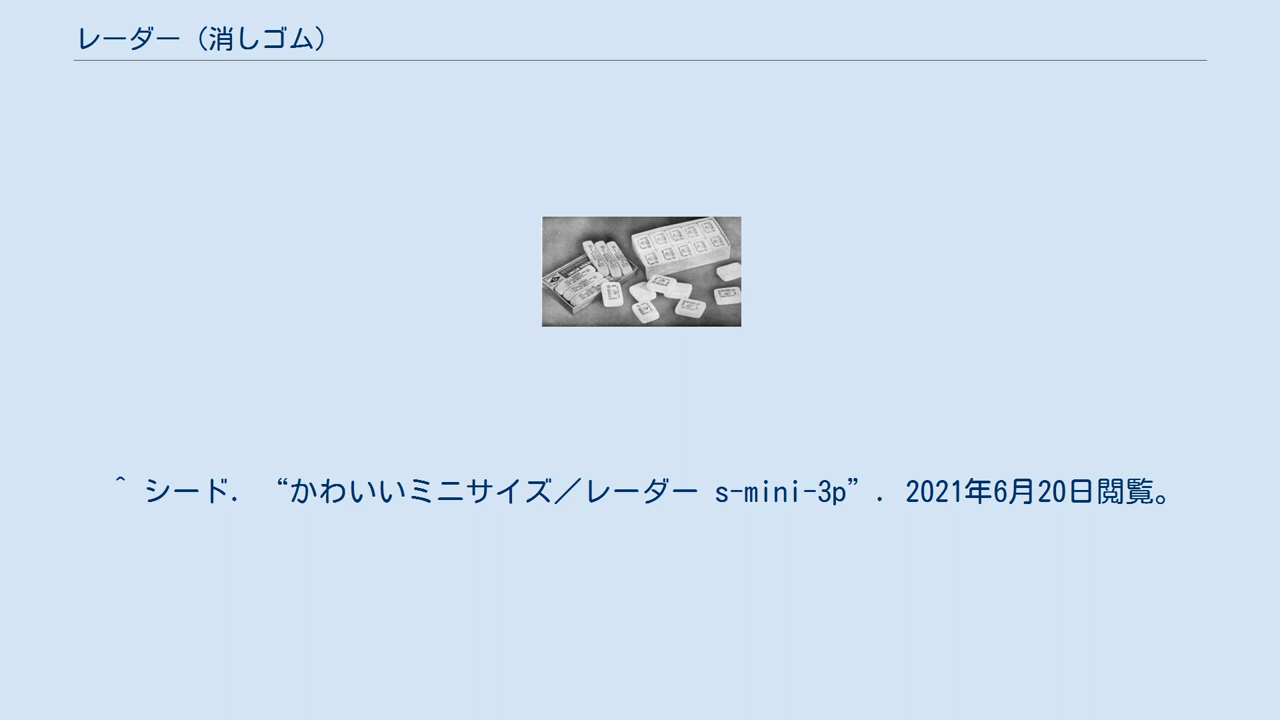 レーダー（消しゴム）
^ シード. “かわいいミニサイズ／レーダー s-mini-3p”. 2021年6月20日閲覧。